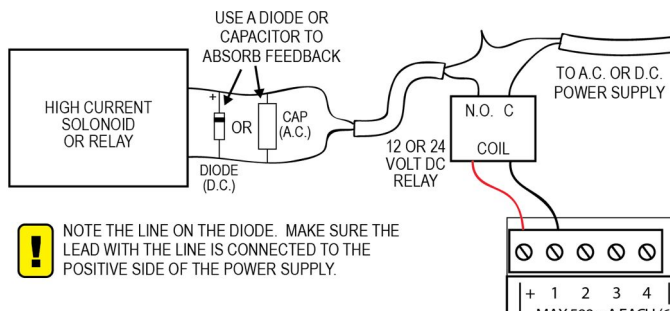 USE A DIODE OR
CAPACITOR TO
ABSORB FEEDBACK
TO A.C. OR D.C.
POWER SUPPLY
HIGH CURRENT
SOLONOID
OR RELAY
+
OR
CAP
(A.C.)
DIODE
(D.C.)
N.O. C
COIL
12 OR 24
VOLT DC
RELAY
! NOTE THE LINE ON THE DIODE. MAKE SURE THE
LEAD WITH THE LINE IS CONNECTED TO THE
POSITIVE SIDE OF THE POWER SUPPLY.
+ 1 2 3 4